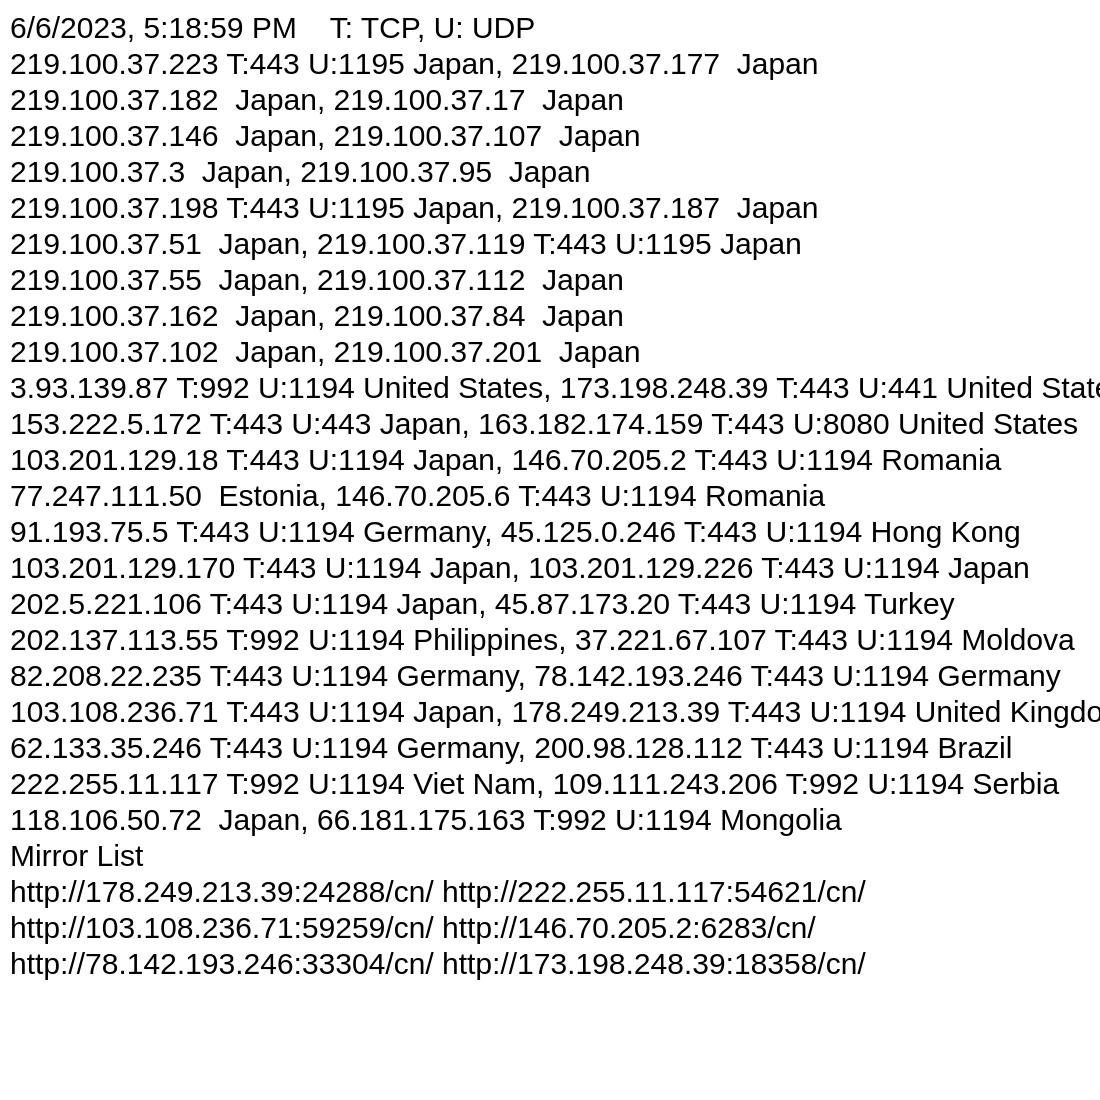 6/6/2023, 5:18:59 PM    T: TCP, U: UDP
219.100.37.223 T:443 U:1195 Japan, 219.100.37.177  Japan
219.100.37.182  Japan, 219.100.37.17  Japan
219.100.37.146  Japan, 219.100.37.107  Japan
219.100.37.3  Japan, 219.100.37.95  Japan
219.100.37.198 T:443 U:1195 Japan, 219.100.37.187  Japan
219.100.37.51  Japan, 219.100.37.119 T:443 U:1195 Japan
219.100.37.55  Japan, 219.100.37.112  Japan
219.100.37.162  Japan, 219.100.37.84  Japan
219.100.37.102  Japan, 219.100.37.201  Japan
3.93.139.87 T:992 U:1194 United States, 173.198.248.39 T:443 U:441 United State
153.222.5.172 T:443 U:443 Japan, 163.182.174.159 T:443 U:8080 United States
103.201.129.18 T:443 U:1194 Japan, 146.70.205.2 T:443 U:1194 Romania
77.247.111.50  Estonia, 146.70.205.6 T:443 U:1194 Romania
91.193.75.5 T:443 U:1194 Germany, 45.125.0.246 T:443 U:1194 Hong Kong
103.201.129.170 T:443 U:1194 Japan, 103.201.129.226 T:443 U:1194 Japan
202.5.221.106 T:443 U:1194 Japan, 45.87.173.20 T:443 U:1194 Turkey
202.137.113.55 T:992 U:1194 Philippines, 37.221.67.107 T:443 U:1194 Moldova
82.208.22.235 T:443 U:1194 Germany, 78.142.193.246 T:443 U:1194 Germany
103.108.236.71 T:443 U:1194 Japan, 178.249.213.39 T:443 U:1194 United Kingdo
62.133.35.246 T:443 U:1194 Germany, 200.98.128.112 T:443 U:1194 Brazil
222.255.11.117 T:992 U:1194 Viet Nam, 109.111.243.206 T:992 U:1194 Serbia
118.106.50.72  Japan, 66.181.175.163 T:992 U:1194 Mongolia
Mirror List
http://178.249.213.39:24288/cn/ http://222.255.11.117:54621/cn/
http://103.108.236.71:59259/cn/ http://146.70.205.2:6283/cn/
http://78.142.193.246:33304/cn/ http://173.198.248.39:18358/cn/